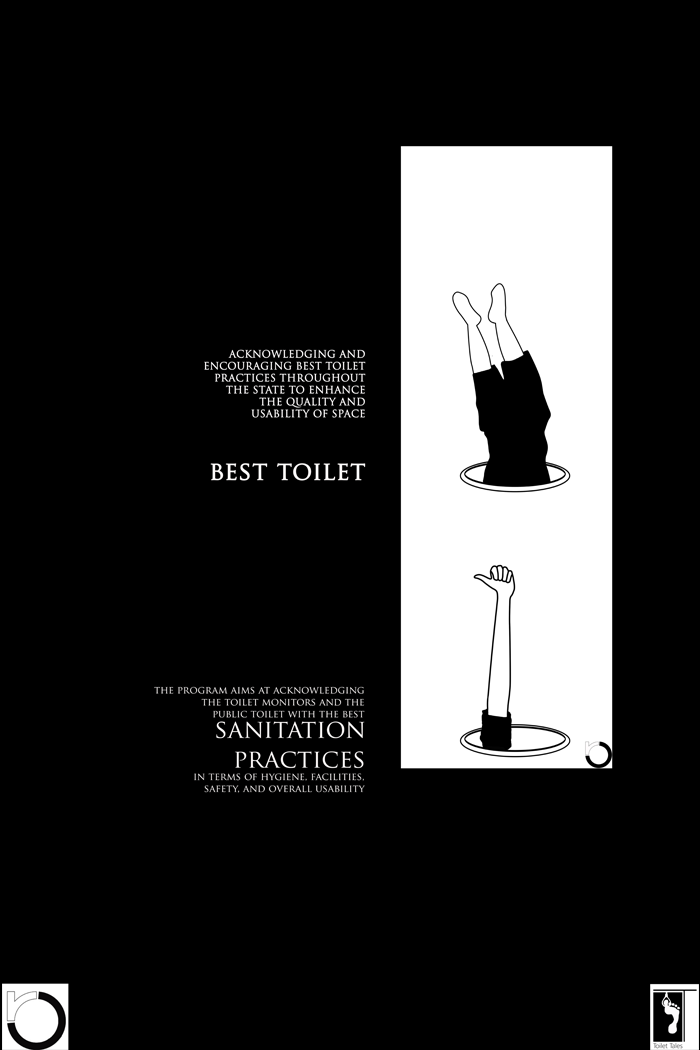 ACKNOWLEDGING AND
ENCOURAGING BEST TOILET
PRACTICES THROUGHOUT
THE STATE TO ENHANCE
THE QUALITY AND
USABILITY OF SPACE
BEST TOILET
THE PROGRAM AIMS AT ACKNOWLEDGING
THE TOILET MONITORS AND THE
PUBLIC TOILET WITH THE BEST
SANITATION
PRACTICES
IN TERMS OF HYGIENE, FACILITIES,
SAFETY, AND OVERALL USABILITY
Toilet Tales